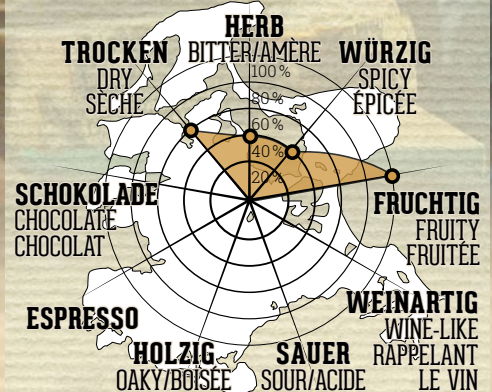 HERB
BITTER/AMÈRE
TROCKEN
DRY
SÈCHE
WÜRZIG
SPICY
ÉPICÉE
100%
80%
60%
40%
20%
SCHOKOLADE
CHOCOLATE
CHOCOLAT
FRUCHTIG
FRUITY
FRUITÉE
ESPRESSO
WEINARTIG
WINE-LIKE
RAPPELANT
LE VIN
HOLZIG
OAKY/BOISÉE
SAUER
SOUR/ACIDE